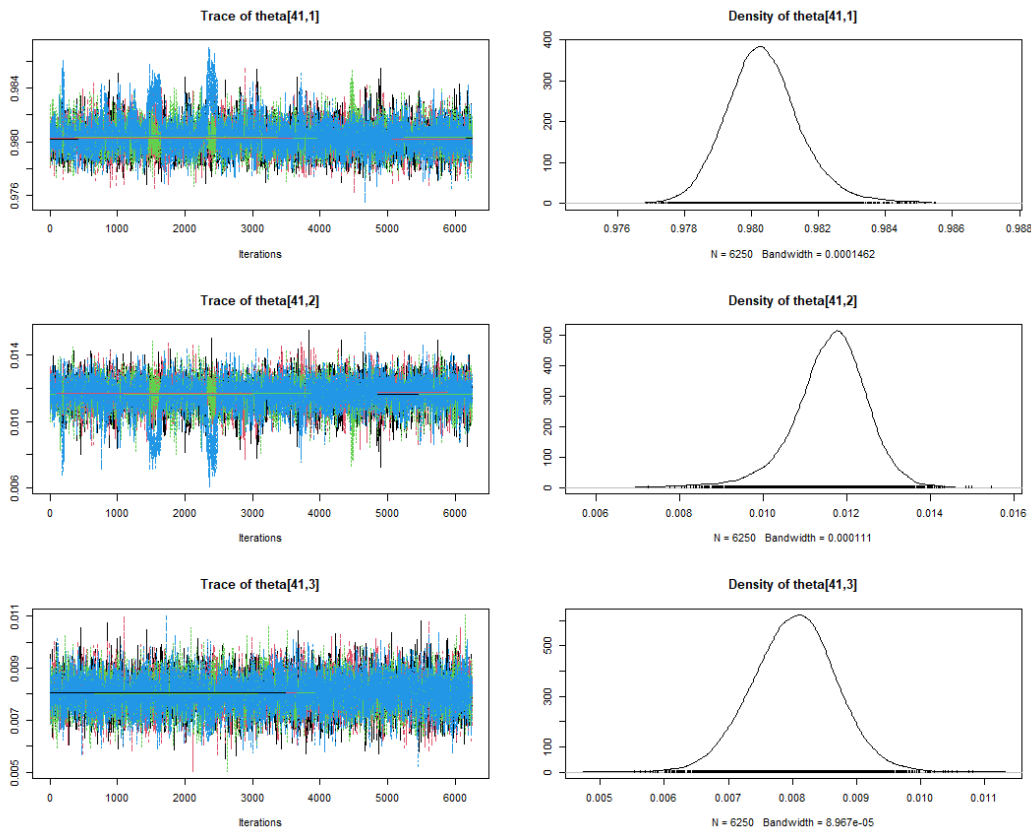 Trace of theta[41,1]
0.984
0.980
0.976
0 1000 2000 3000 4000 5000 6000
Iterations
Density of theta[41,1]
400
300
200
100
0
0.976 0.978 0.980 0.982 0.984 0.986 0.988
N = 6250 Bandwidth = 0.0001462
Trace of theta[41,2]
0.014
0.010
0.006
0 1000 2000 3000 4000 5000 6000
Iterations
Density of theta[41,2]
500
400
300
200
100
0
0.006 0.008 0.010 0.012 0.014 0.016
N = 6250 Bandwidth = 0.000111
Trace of theta[41,3]
0.011
0.009
0.007
0.005
0 1000 2000 3000 4000 5000 6000
Iterations
Density of theta[41,3]
500
300
100
0
0.005 0.006 0.007 0.008 0.009 0.010 0.011
N = 6250 Bandwidth = 8.967e-05